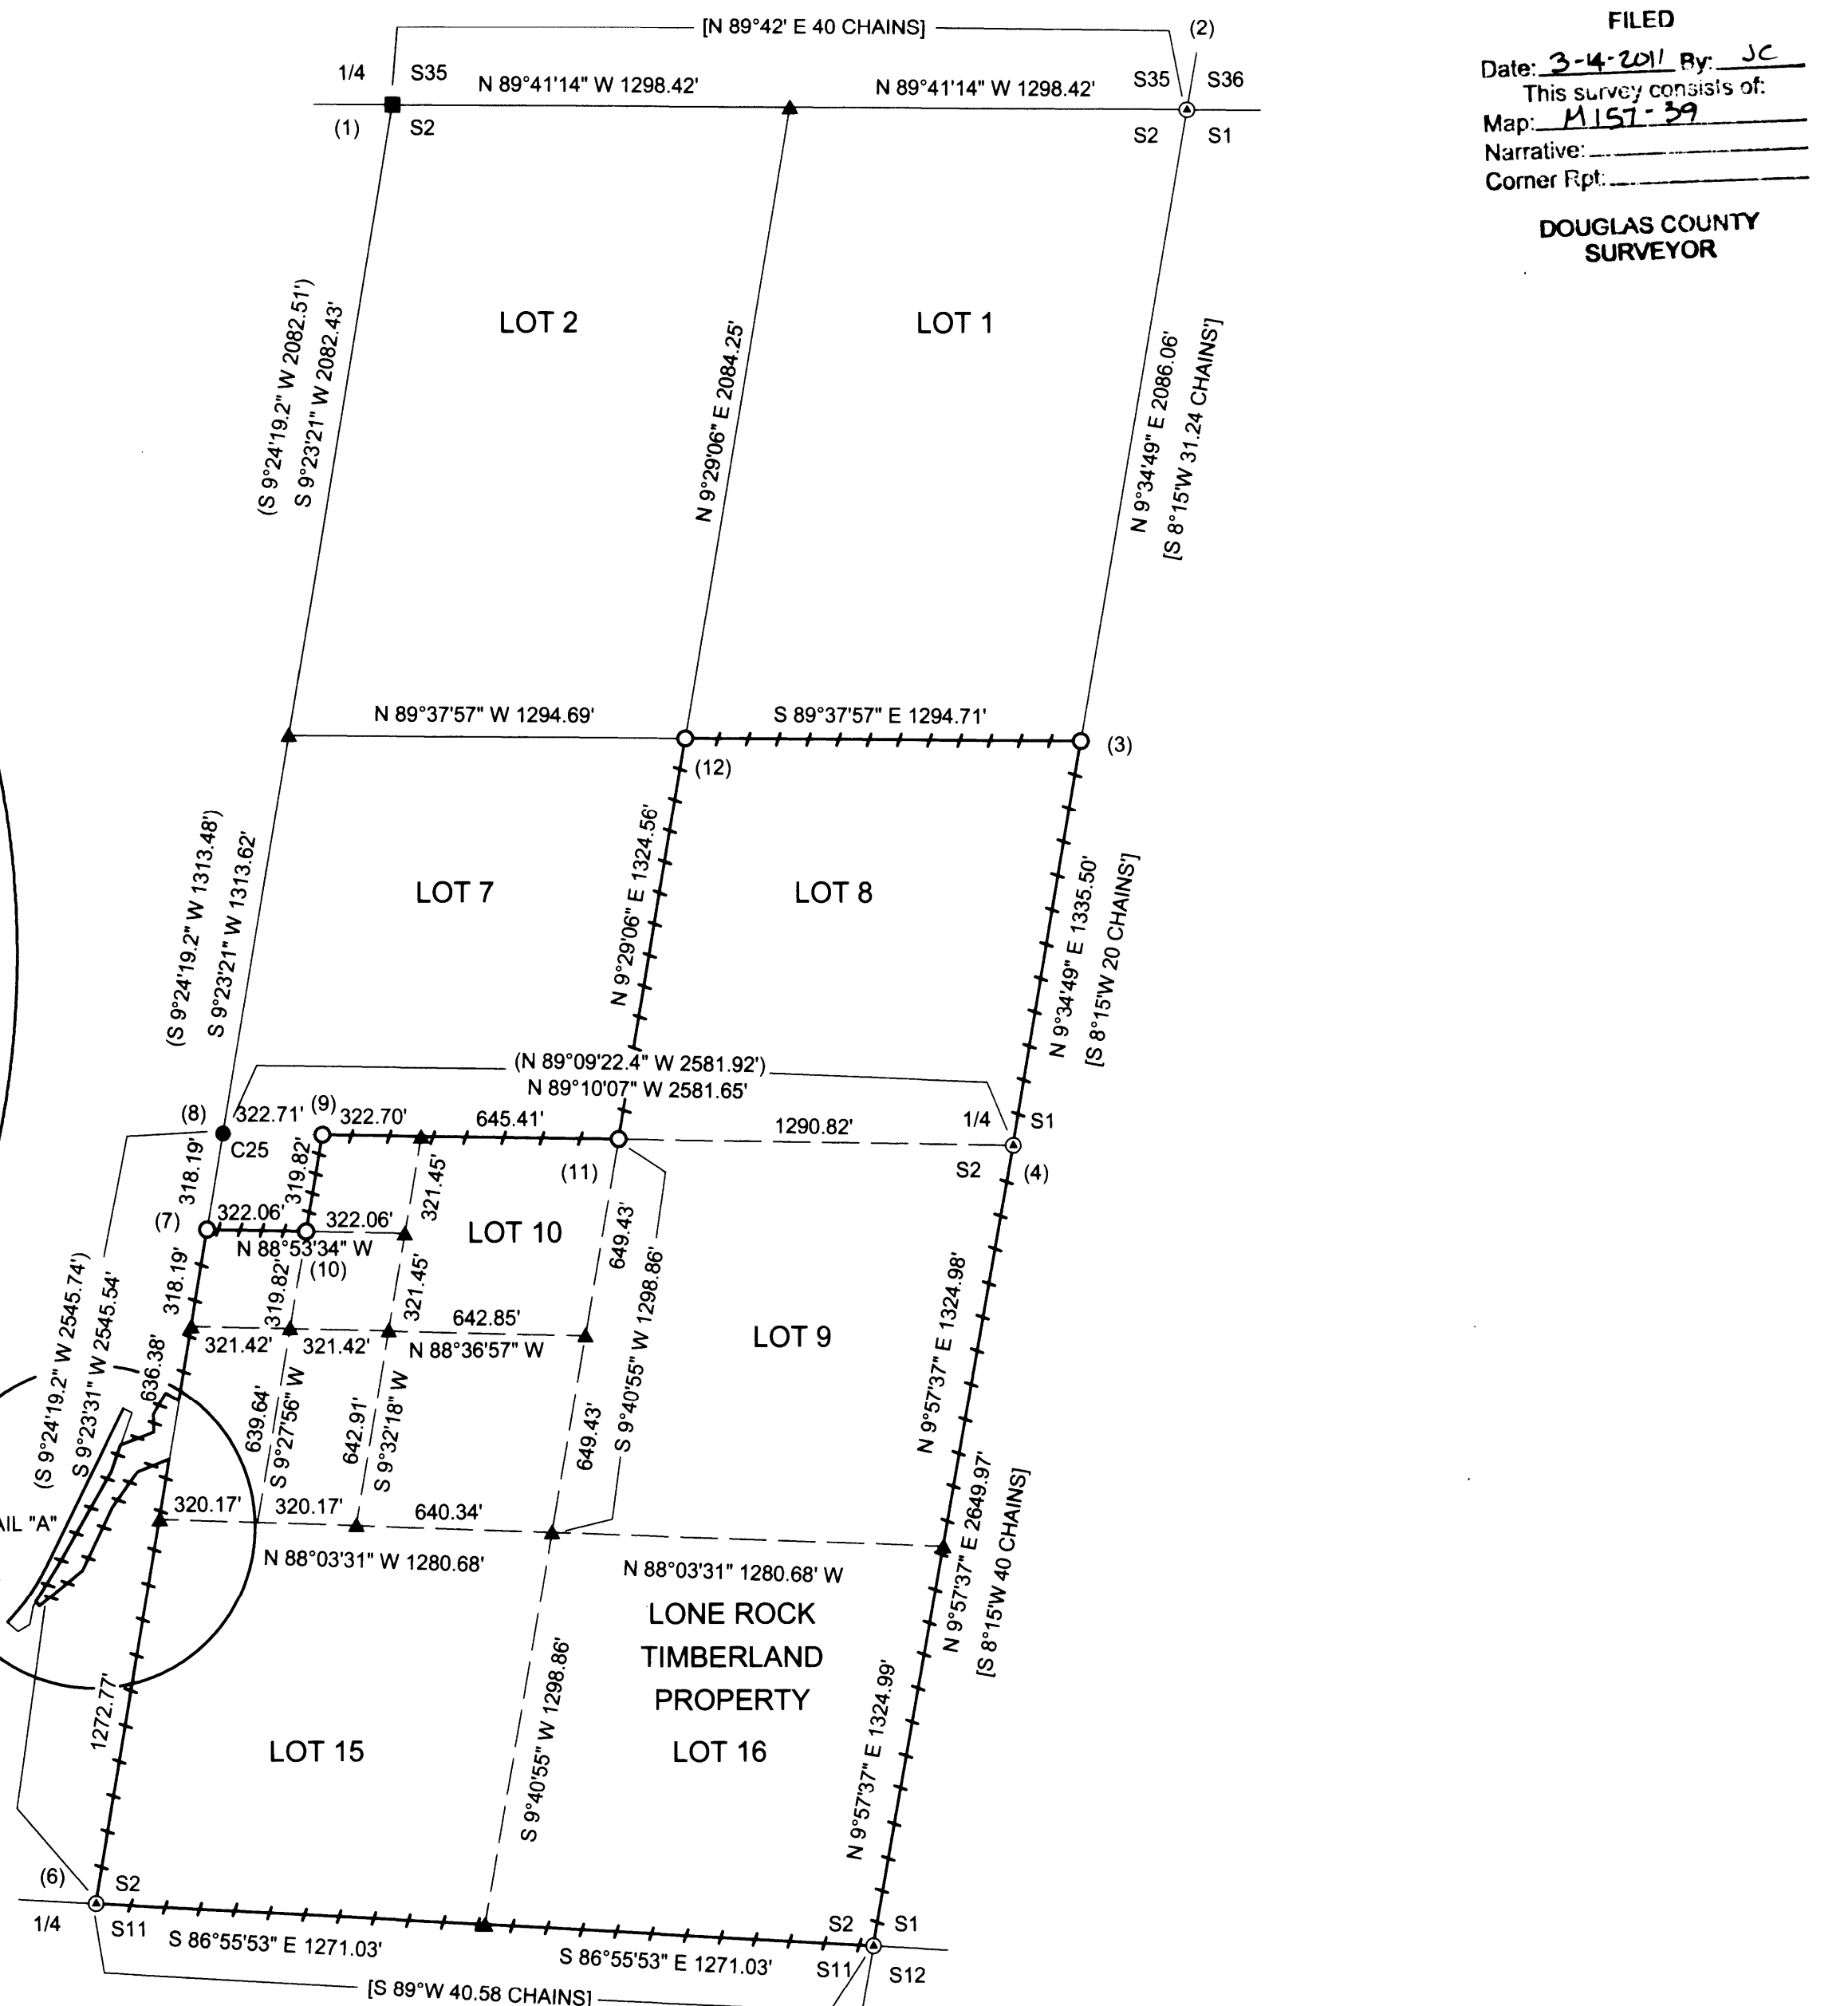 FILED
Date: 3-4-2011 By: JC
This survey consists of:
Map: M157-39
Narrative:
Corner Rpt:
DOUGLAS COUNTY
SURVEYOR
[N 89°42' E 40 CHAINS]
(2)
1/4 S35
N 89°41'14" W 1298.42'
N 89°41'14" W 1298.42'
S35 S36
(1) S2
S2 S1
(S 9°24'19.2" W 2082.51')
S 9°23'21" W 2082.43'
LOT 2
N 9°29'06" E 2084.25'
LOT 1
N 9°34'49" E 2086.06'
[S 8°15'W 31.24 CHAINS']
N 89°37'57" W 1294.69'
S 89°37'57" E 1294.71'
(12)
(3)
(S 9°24'19.2" W 1313.48')
S 9°23'21" W 1313.62'
LOT 7
N 9°29'06" E 1324.56'
LOT 8
N 9°34'49" E 1335.50'
[S 8°15'W 20 CHAINS']
(N 89°09'22.4" W 2581.92')
N 89°10'07" W 2581.65'
(8)
322.71'
(9)
322.70'
645.41'
1290.82'
1/4 S1
C25
(11)
S2 (4)
318.19'
319.82'
321.45'
(7)
322.06'
322.06'
LOT 10
N 88°53'34" W
(10)
649.43'
S 9°40'55" W 1298.86'
318.19'
319.82'
321.45'
642.85'
321.42'
321.42'
N 88°36'57" W
LOT 9
N 9°57'37" E 1324.98'
(S 9°24'19.2" W 2545.74')
S 9°23'31" W 2545.54'
636.38'
639.64'
S 9°27'56" W
642.91'
S 9°32'18" W
649.43'
N 9°57'37" E 2649.97'
[S 8°15'W 40 CHAINS]
AIL "A"
320.17'
320.17'
640.34'
N 88°03'31" W 1280.68'
N 88°03'31" 1280.68' W
LONE ROCK
TIMBERLAND
PROPERTY
1272.77'
LOT 15
S 9°40'55" W 1298.86'
LOT 16
N 9°57'37" E 1324.99'
(6)
S2
1/4
S11
S 86°55'53" E 1271.03'
S 86°55'53" E 1271.03'
S2 S1
S11 S12
[S 89°W 40.58 CHAINS]